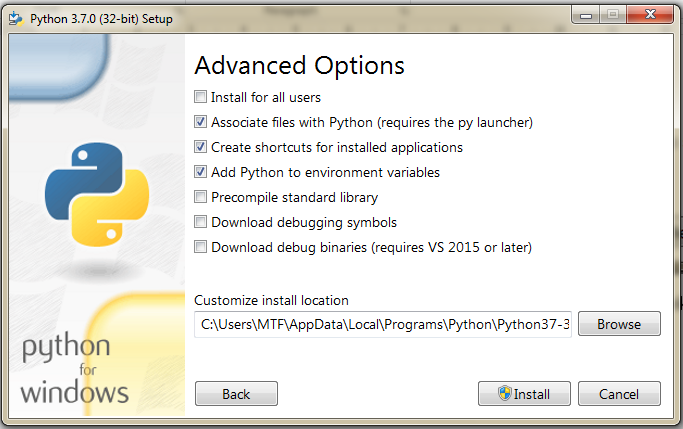 Python 3.7.0 (32-bit) Setup
Advanced Options
Install for all users
Associate files with Python (requires the py launcher)
Create shortcuts for installed applications
Add Python to environment variables
Precompile standard library
Download debugging symbols
Download debug binaries (requires VS 2015 or later)
Customize install location
C:\Users\MTF\AppData\Local\Programs\Python\Python37-3
Browse
python
for
windows
Back
Install
Cancel